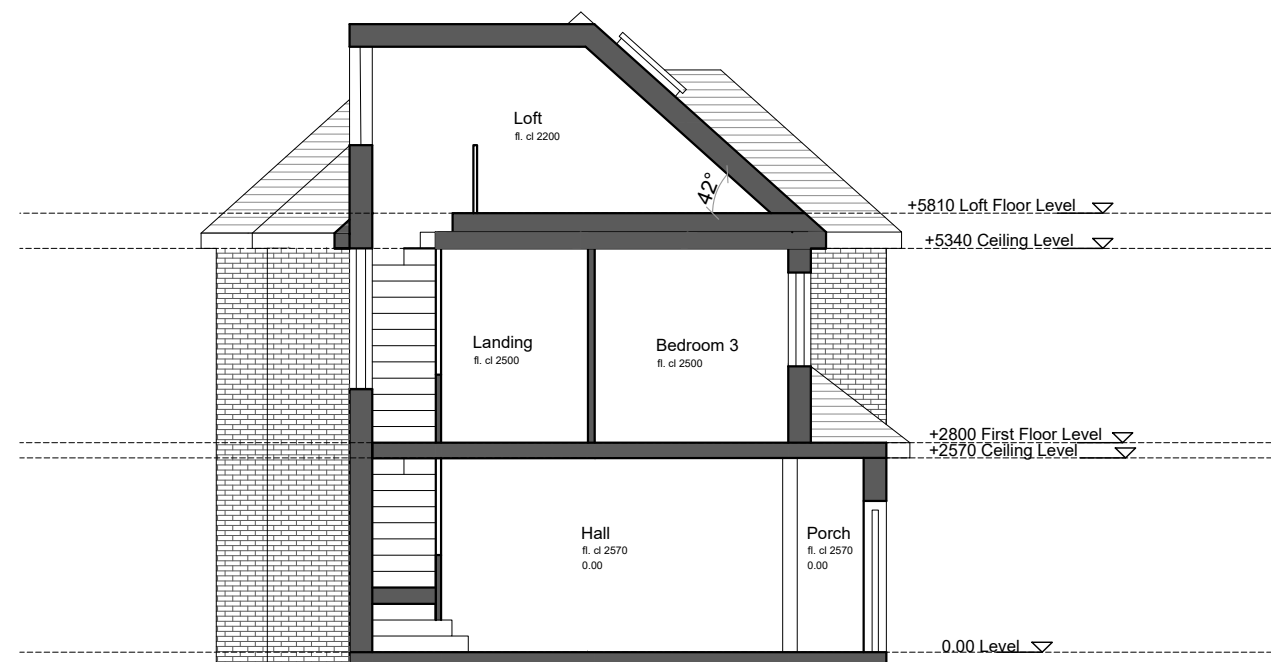 Loft
fl. cl 2200
42°
+5810 Loft Floor Level
+5340 Ceiling Level
Landing
fl. cl 2500
Bedroom 3
fl. cl 2500
+2800 First Floor Level
+2570 Ceiling Level
Hall
fl. cl 2570
0.00
Porch
fl. cl 2570
0.00
0.00 Level